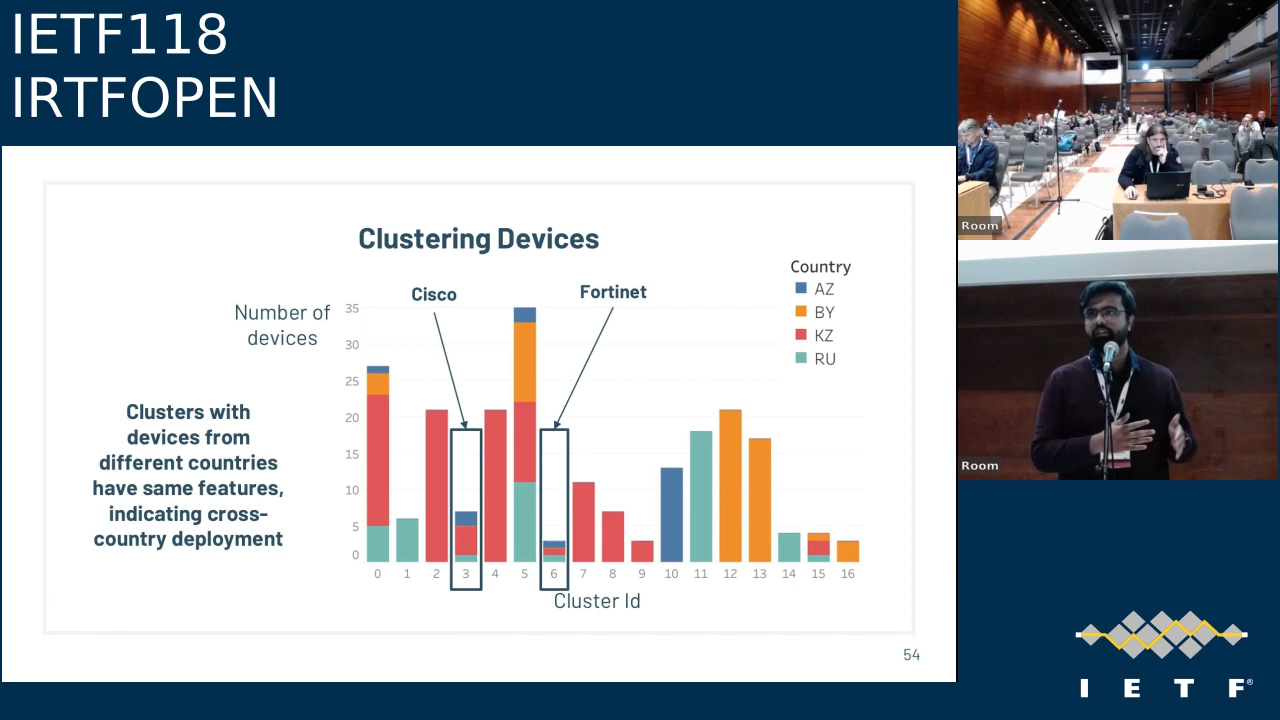 IETF118
IRTFOPEN
Clustering Devices
Number of
devices
Cisco
Fortinet
Country
AZ
BY
KZ
RU
35
30
25
20
15
10
5
0
Clusters with
devices from
different countries
have same features,
indicating cross-
country deployment
0 1 2 3 4 5 6 7 8 9 10 11 12 13 14 15 16
Cluster Id
54
Room
Room
I E T F®